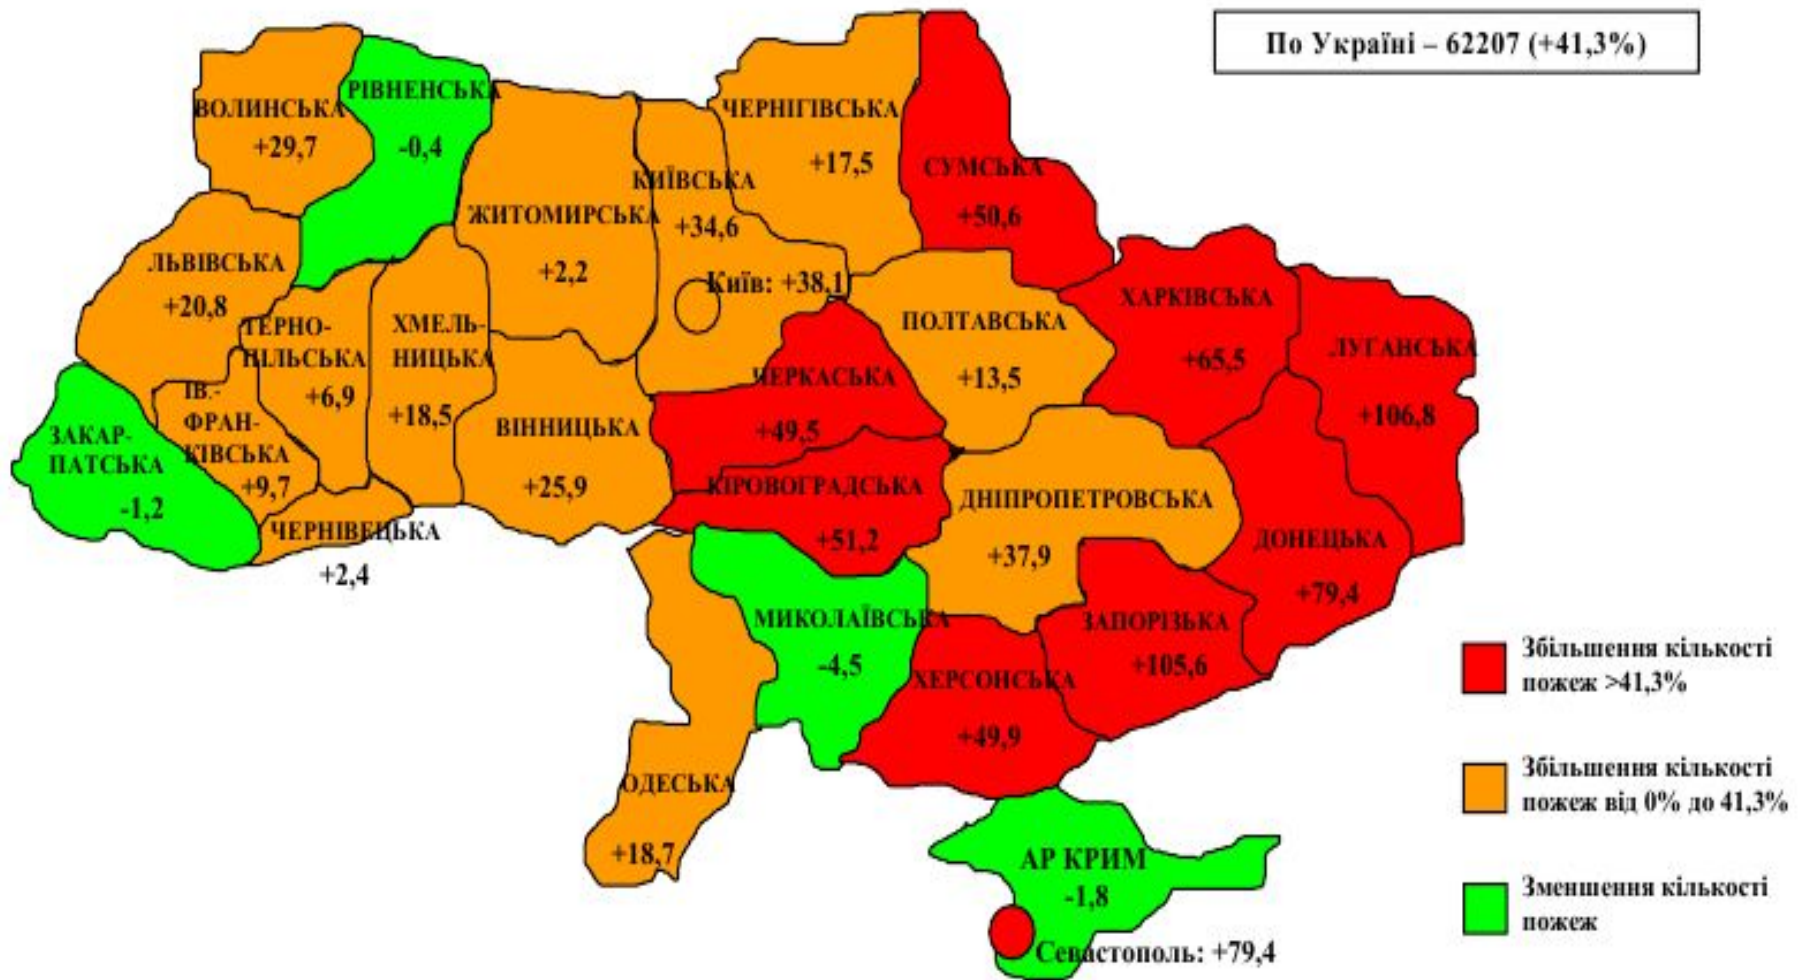 По Україні – 62207 (+41,3%)
ВОЛИНСЬКА
+29,7
РІВНЕНСЬКА
-0,4
ЖИТОМИРСЬКА
+2,2
КИЇВСЬКА
+34,6
Київ: +38,1
ЧЕРНІГІВСЬКА
+17,5
СУМСЬКА
+50,6
ЛЬВІВСЬКА
+20,8
ТЕРНО-
ПІЛЬСЬКА
+6,9
ХМЕЛЬ-
НИЦЬКА
+18,5
ВІННИЦЬКА
+25,9
ЧЕРКАСЬКА
+49,5
ПОЛТАВСЬКА
+13,5
ХАРКІВСЬКА
+65,5
ЛУГАНСЬКА
+106,8
ЗАКАР-
ПАТСЬКА
-1,2
ІВ.-
ФРАН-
КІВСЬКА
+9,7
ЧЕРНІВЕЦЬКА
+2,4
КІРОВОГРАДСЬКА
+51,2
ДНІПРОПЕТРОВСЬКА
+37,9
ДОНЕЦЬКА
+79,4
ОДЕСЬКА
+18,7
МИКОЛАЇВСЬКА
-4,5
ХЕРСОНСЬКА
+49,9
ЗАПОРІЗЬКА
+105,6
АР КРИМ
-1,8
Севастополь: +79,4
Збільшення кількості
пожеж >41,3%
Збільшення кількості
пожеж від 0% до 41,3%
Зменшення кількості
пожеж